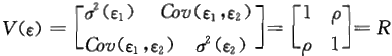 V(ε) = [σ²(ε₁) Cov(ε₁,ε₂) ; Cov(ε₁,ε₂) σ²(ε₂)] = [1 ρ ; ρ 1] = R